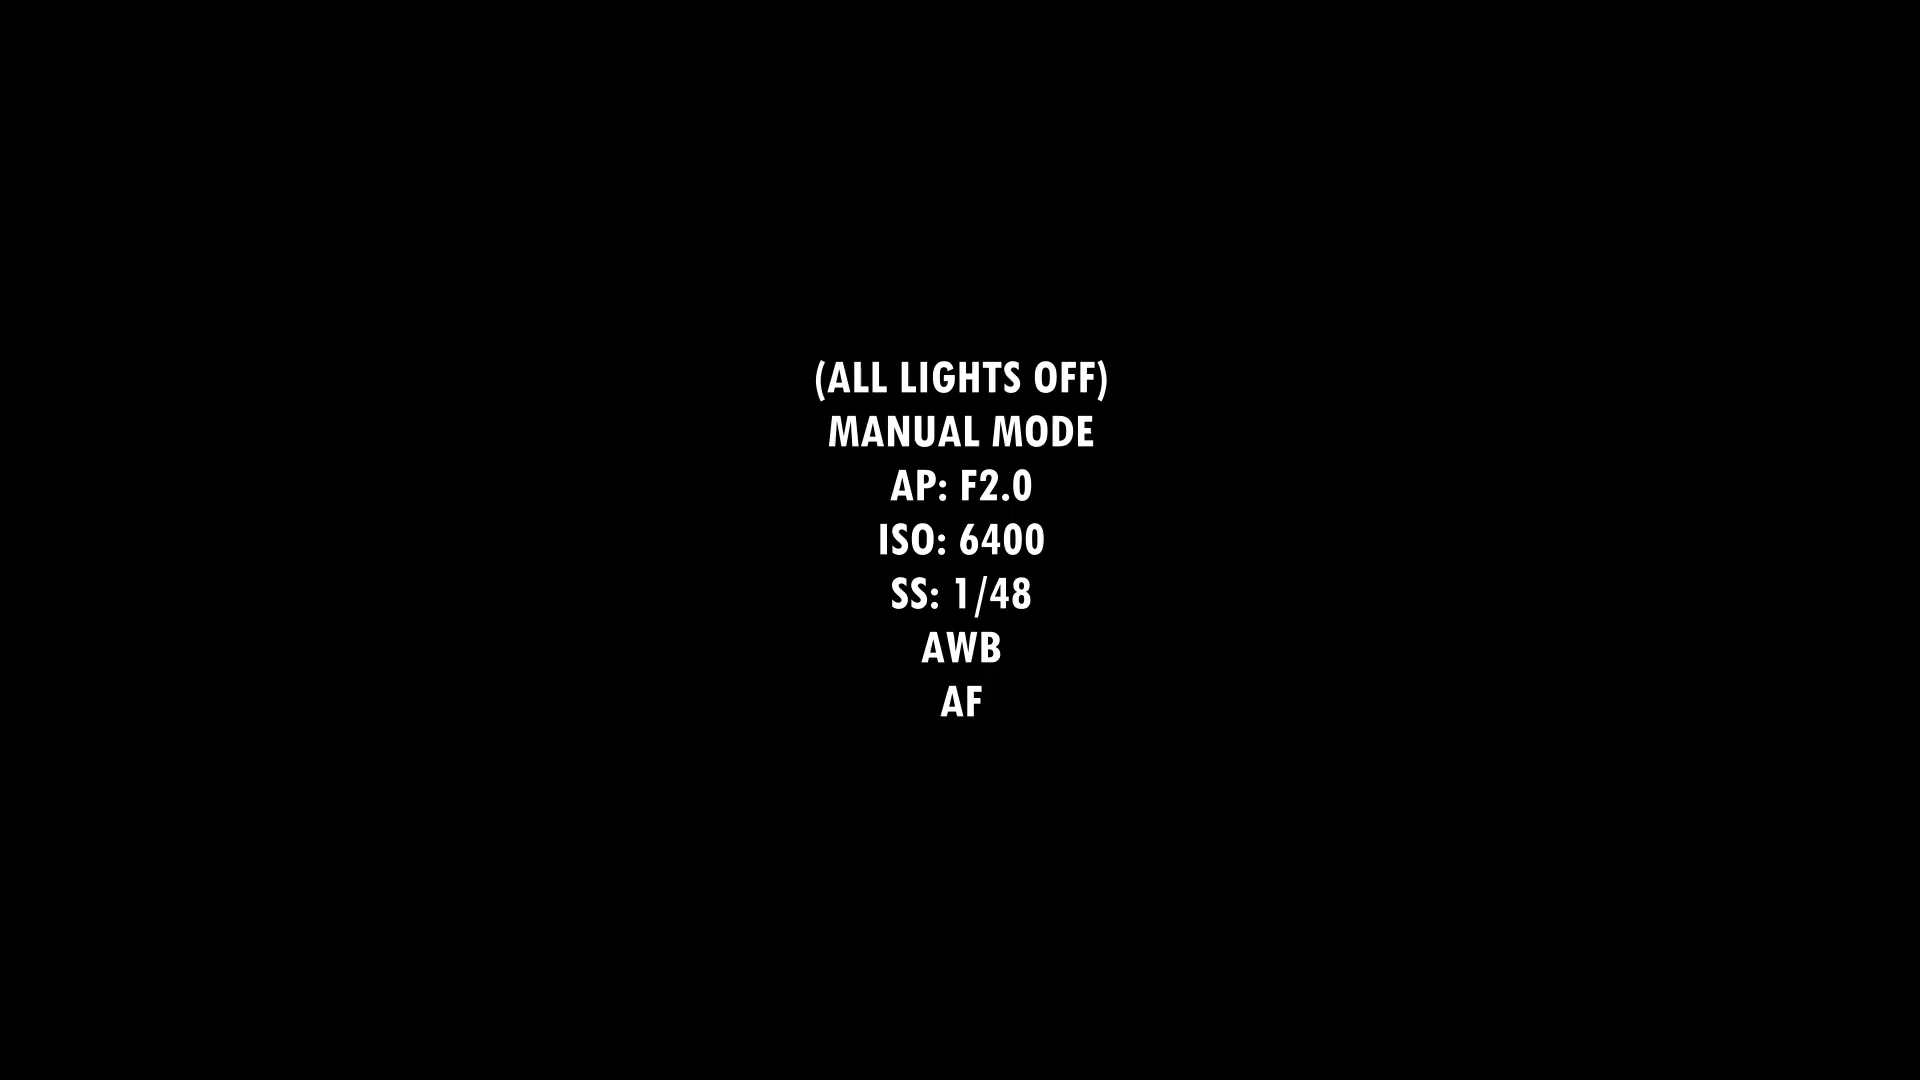 (ALL LIGHTS OFF)
MANUAL MODE
AP: F2.0
ISO: 6400
SS: 1/48
AWB
AF